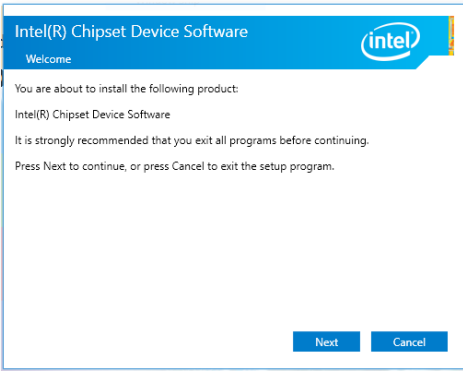 Intel(R) Chipset Device Software
intel
Welcome
You are about to install the following product:
Intel(R) Chipset Device Software
It is strongly recommended that you exit all programs before continuing.
Press Next to continue, or press Cancel to exit the setup program.
Next
Cancel